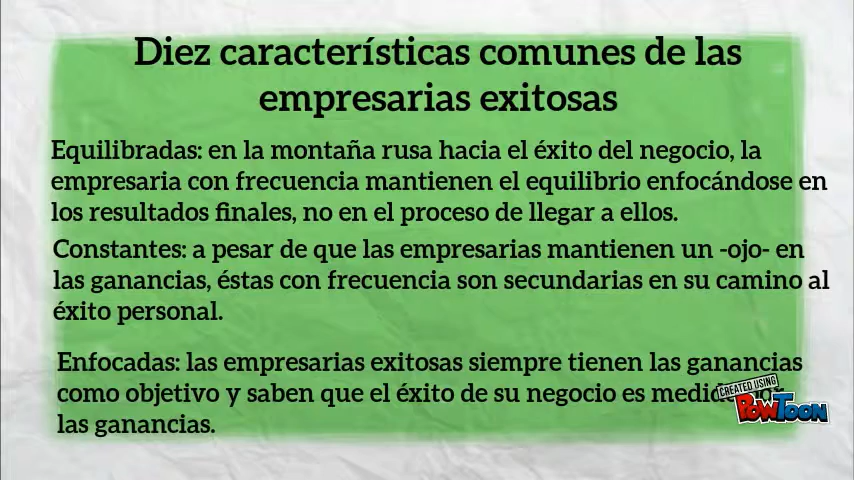 Diez características comunes de las
empresarias exitosas
Equilibradas: en la montaña rusa hacia el éxito del negocio, la
empresaria con frecuencia mantienen el equilibrio enfocándose en
los resultados finales, no en el proceso de llegar a ellos.
Constantes: a pesar de que las empresarias mantienen un -ojo- en
las ganancias, éstas con frecuencia son secundarias en su camino al
éxito personal.
Enfocadas: las empresarias exitosas siempre tienen las ganancias
como objetivo y saben que el éxito de su negocio es
las ganancias.
CREATED USING
POWTOON